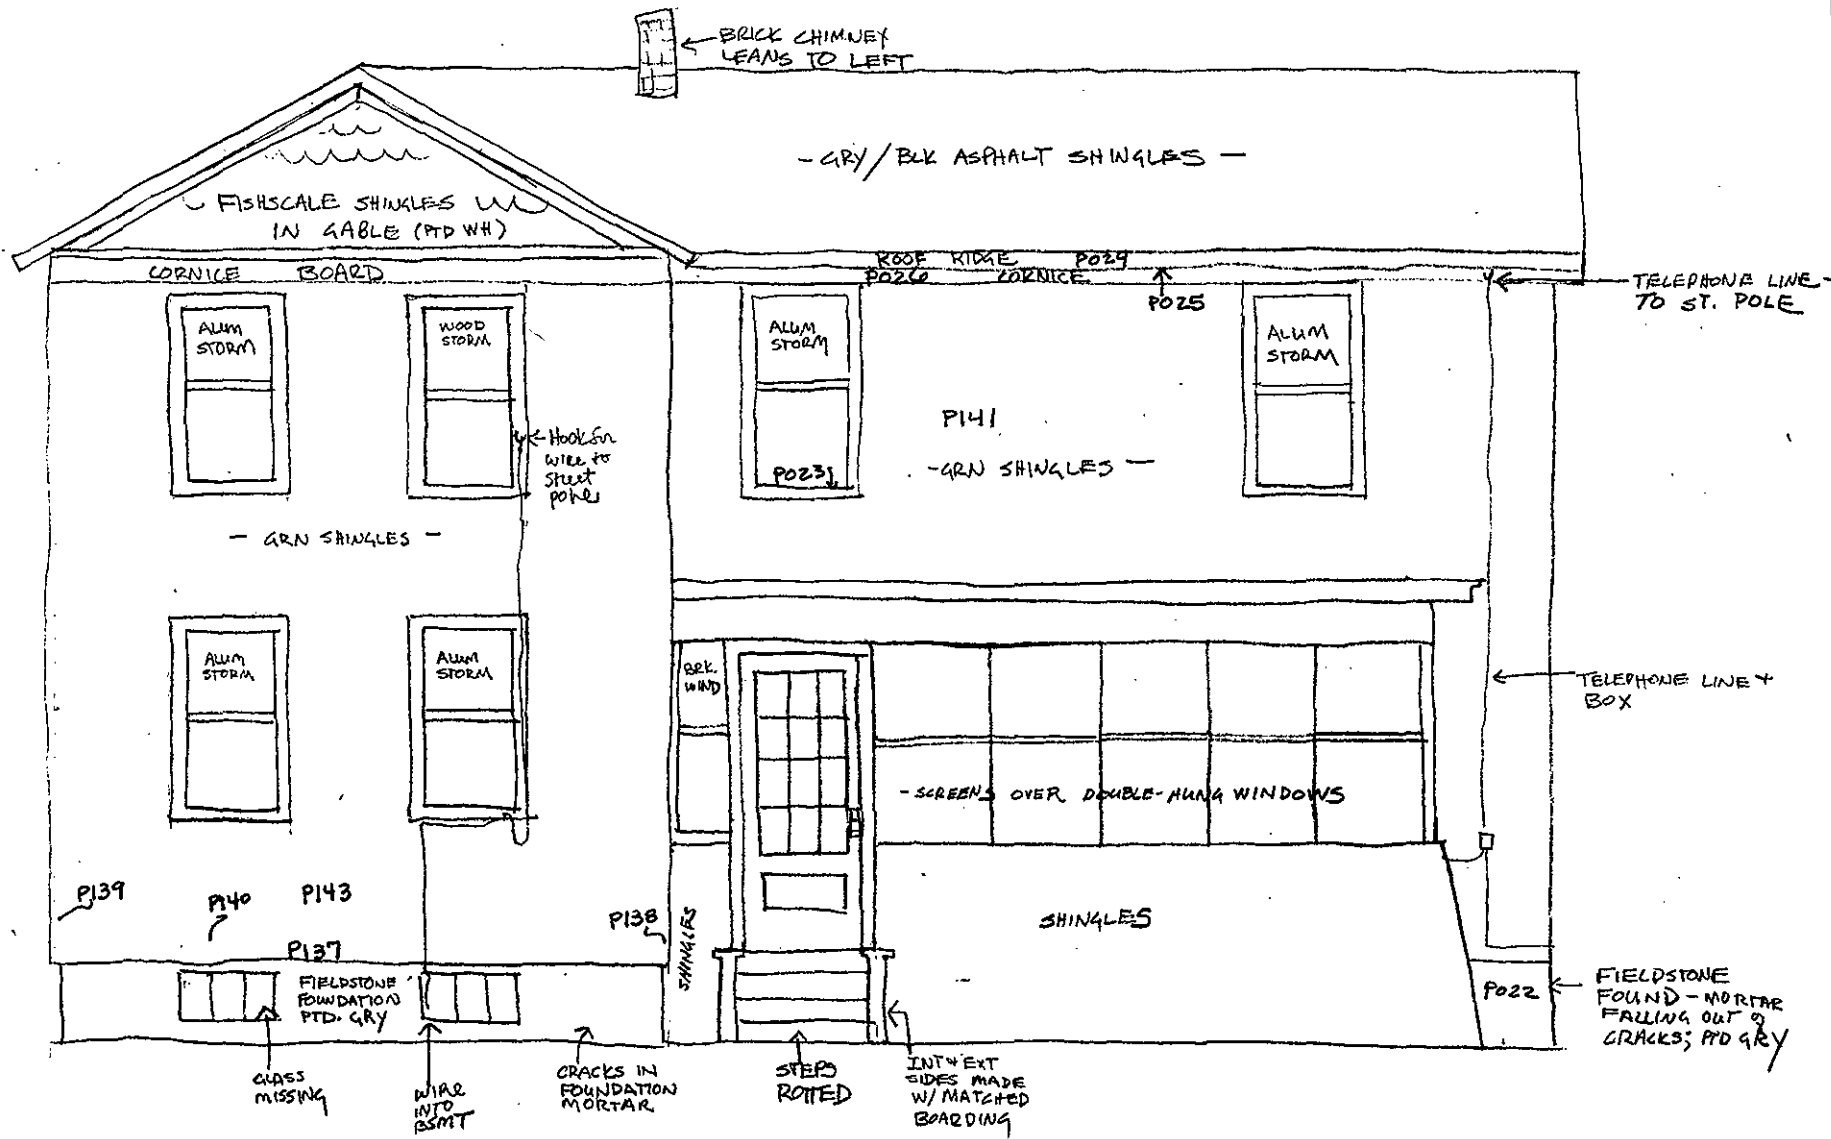 BRICK CHIMNEY
LEANS TO LEFT
- GRY/BLK ASPHALT SHINGLES -
FISHSCALE SHINGLES
IN GABLE (PTD WH)
CORNICE BOARD
ROOF RIDGE P029
P026 CORNICE
P025
TELEPHONE LINE -
TO ST. POLE
ALUM
STORM
WOOD
STORM
ALUM
STORM
ALUM
STORM
Hook for
wire to
street
pole
P141
- GRN SHINGLES -
P023
- GRN SHINGLES -
ALUM
STORM
ALUM
STORM
BRK.
WIND
TELEPHONE LINE +
BOX
- SCREENS OVER DOUBLE-HUNG WINDOWS
P139
P140
P143
P138
P137
SHINGLES
SHINGLES
FIELDSTONE
FOUNDATION
PTD. GRY
P022
FIELDSTONE
FOUND - MORTAR
FALLING OUT OF
CRACKS; PTD GRY
GLASS
MISSING
WIRE
INTO
BSMT
CRACKS IN
FOUNDATION
MORTAR
STEPS
ROTTED
INT + EXT
SIDES MADE
W/ MATCHED
BOARDING